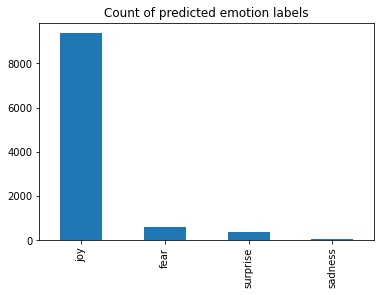 Count of predicted emotion labels
8000
6000
4000
2000
0
joy
fear
surprise
sadness